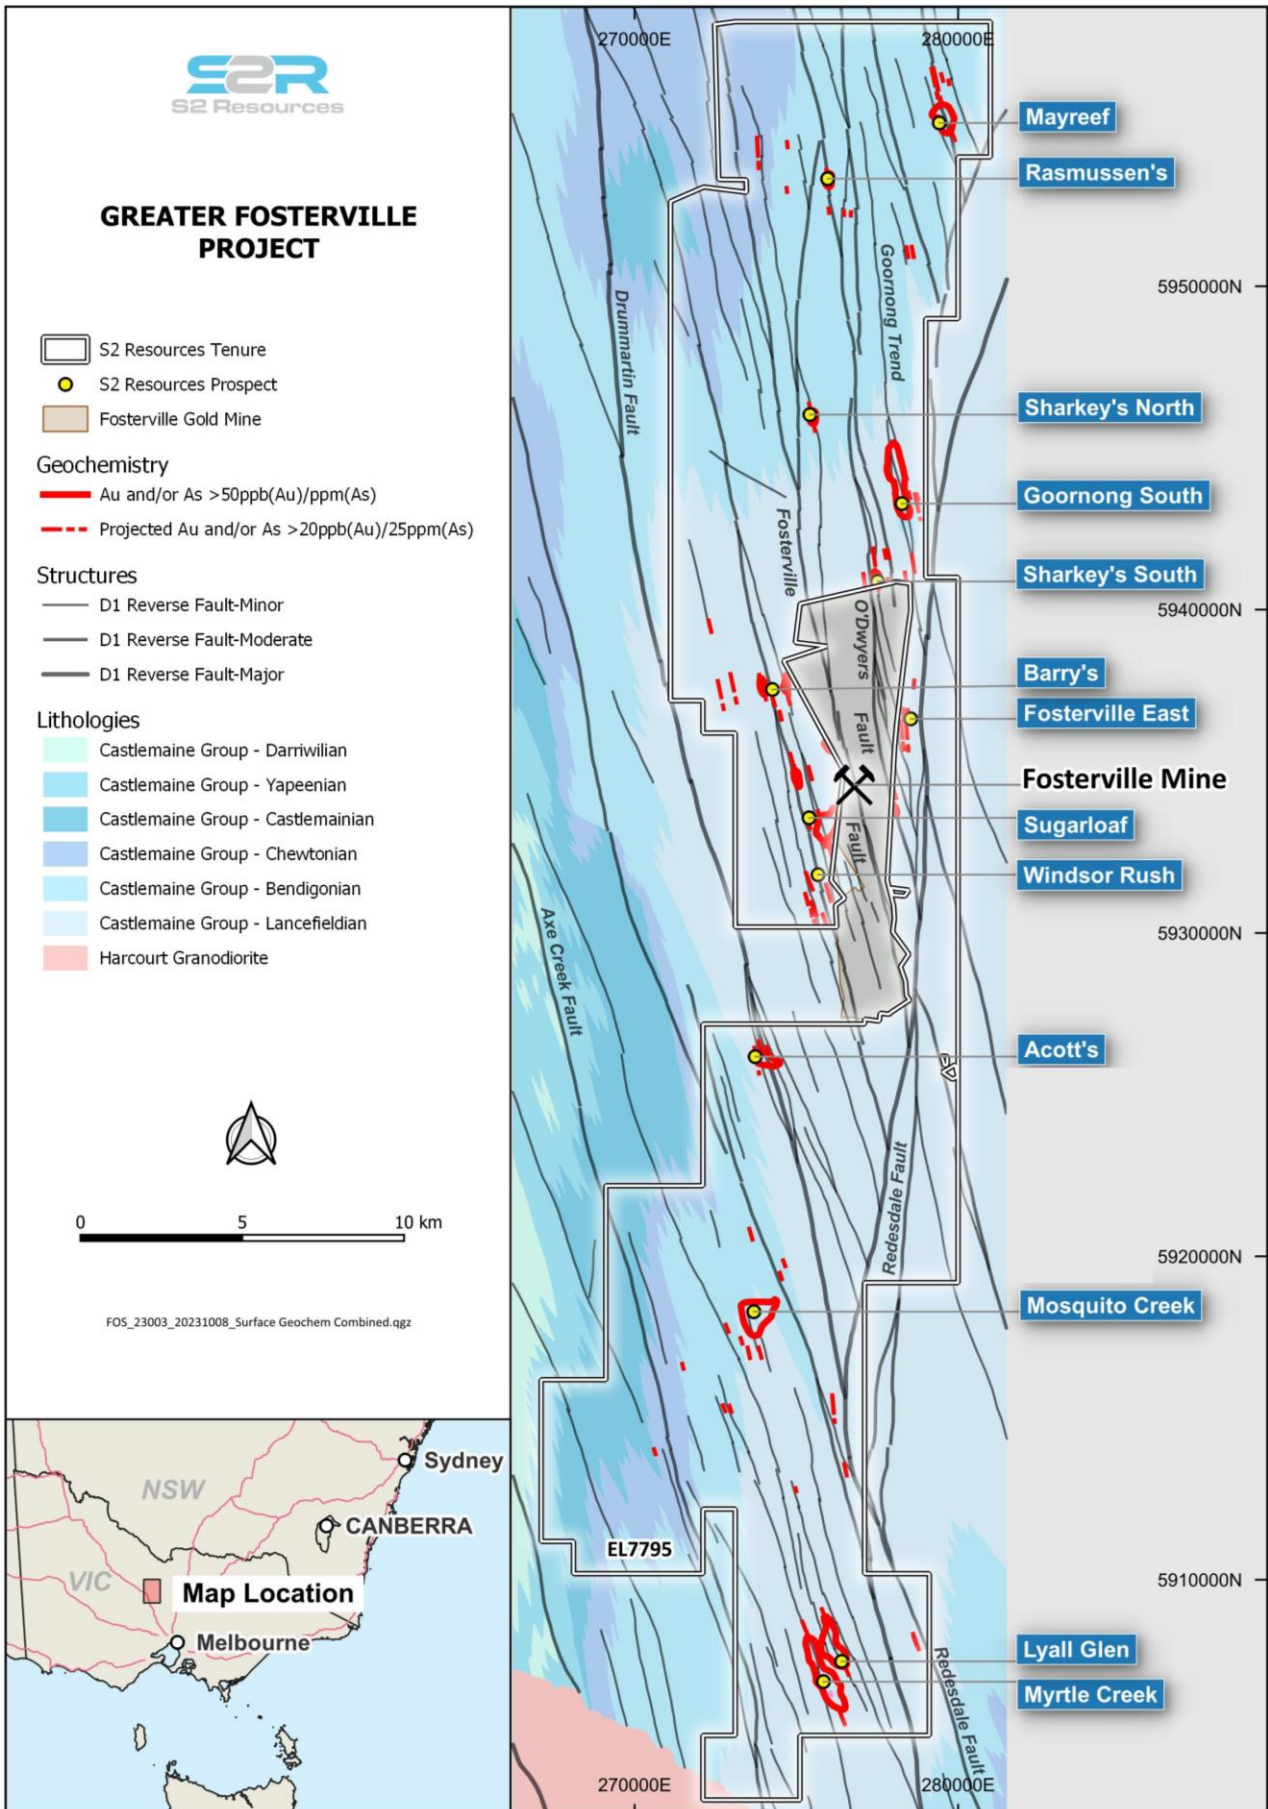 S2R
S2 Resources
GREATER FOSTERVILLE
PROJECT
S2 Resources Tenure
S2 Resources Prospect
Fosterville Gold Mine
Geochemistry
Au and/or As >50ppb(Au)/ppm(As)
Projected Au and/or As >20ppb(Au)/25ppm(As)
Structures
D1 Reverse Fault-Minor
D1 Reverse Fault-Moderate
D1 Reverse Fault-Major
Lithologies
Castlemaine Group - Darriwilian
Castlemaine Group - Yapeenian
Castlemaine Group - Castlemainian
Castlemaine Group - Chewtonian
Castlemaine Group - Bendigonian
Castlemaine Group - Lancefieldian
Harcourt Granodiorite
0 5 10 km
FOS_23003_20231008_Surface Geochem Combined.qgz
NSW
VIC
Sydney
CANBERRA
Map Location
Melbourne
270000E
280000E
Mayreef
Rasmussen's
5950000N
Drummartin Fault
Goornong Trend
Sharkey's North
Goornong South
Fosterville
Sharkey's South
5940000N
O'Dwyers
Barry's
Fosterville East
Fault
Fosterville Mine
Sugarloaf
Fault
Windsor Rush
5930000N
Axe Creek Fault
Acott's
Redesdale Fault
5920000N
Mosquito Creek
EL7795
5910000N
Lyall Glen
Myrtle Creek
Redesdale Fault
270000E
280000E